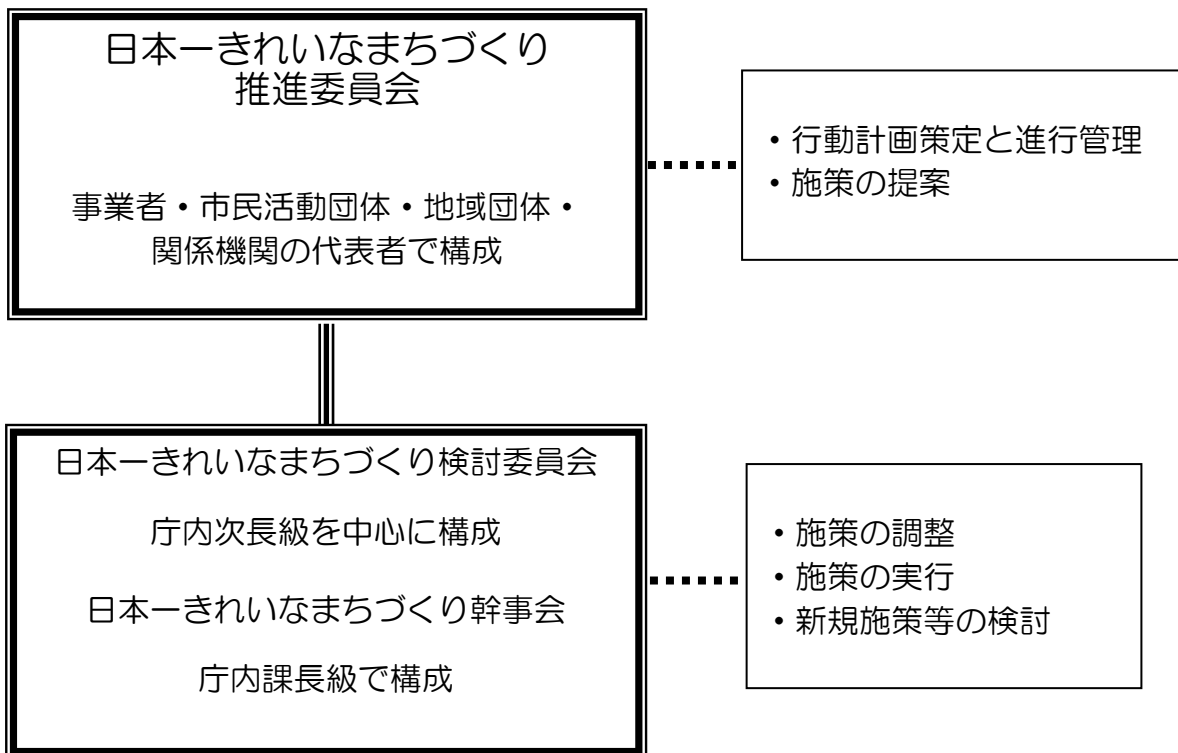 日本一きれいなまちづくり
推進委員会
事業者・市民活動団体・地域団体・
関係機関の代表者で構成
・行動計画策定と進行管理
・施策の提案
日本一きれいなまちづくり検討委員会
庁内次長級を中心に構成
日本一きれいなまちづくり幹事会
庁内課長級で構成
・施策の調整
・施策の実行
・新規施策等の検討